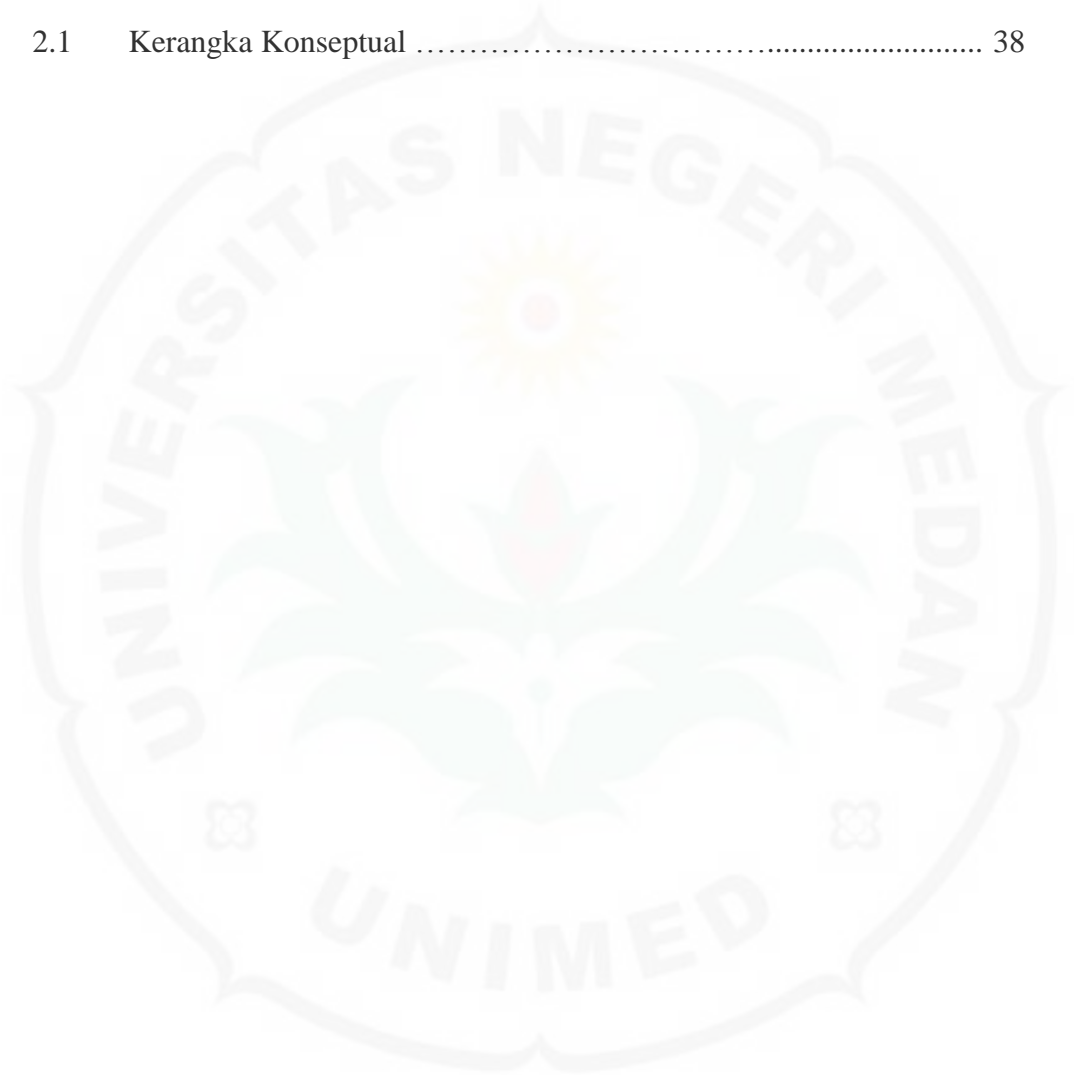 2.1 Kerangka Konseptual ……………………………........................... 38
UNIVERSITAS NEGERI MEDAN
UNIMED